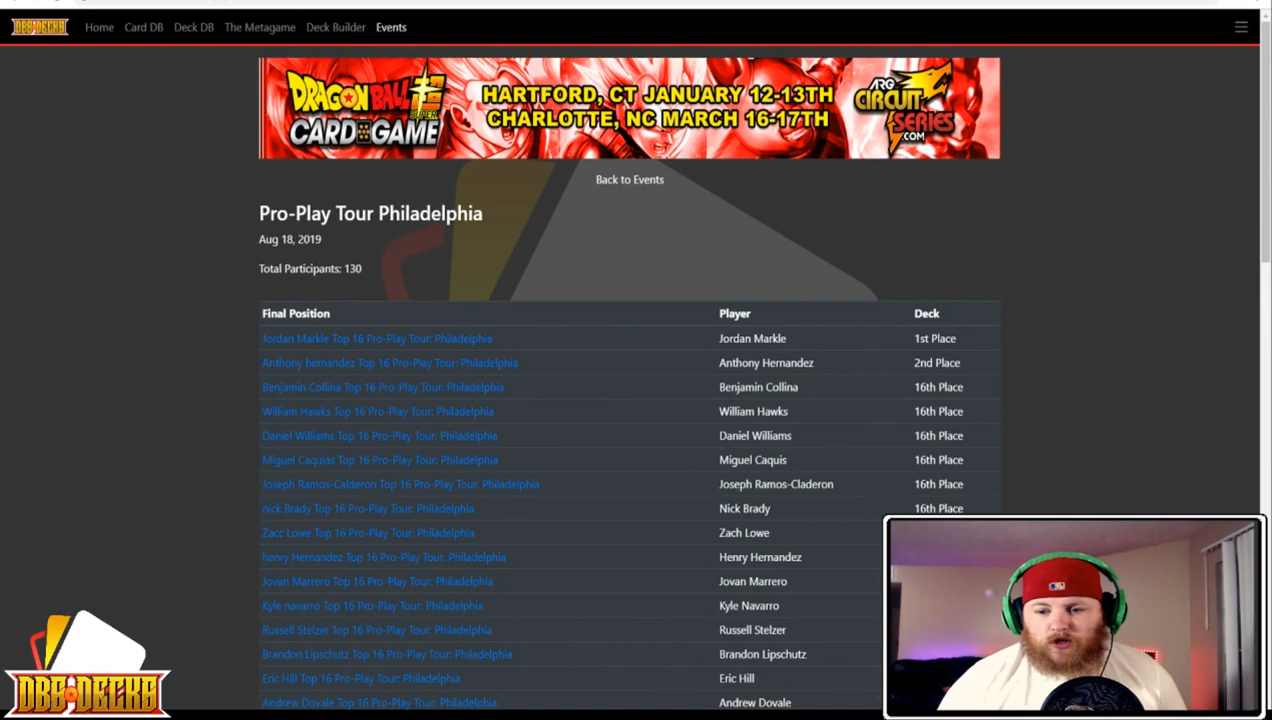 DBS DECKS
Home
Card DB
Deck DB
The Metagame
Deck Builder
Events
DRAGON BALL SUPER
CARD GAME
HARTFORD, CT JANUARY 12-13TH
CHARLOTTE, NC MARCH 16-17TH
ARG
CIRCUIT
SERIES
.COM
Back to Events
Pro-Play Tour Philadelphia
Aug 18, 2019
Total Participants: 130
Final Position Player Deck
Jordan Markle Top 16 Pro-Play Tour: Philadelphia Jordan Markle 1st Place
Anthony hernandez Top 16 Pro-Play Tour: Philadelphia Anthony Hernandez 2nd Place
Benjamin Collina Top 16 Pro-Play Tour: Philadelphia Benjamin Collina 16th Place
William Hawks Top 16 Pro-Play Tour: Philadelphia William Hawks 16th Place
Daniel Williams Top 16 Pro-Play Tour: Philadelphia Daniel Williams 16th Place
Miguel Caquias Top 16 Pro-Play Tour: Philadelphia Miguel Caquis 16th Place
Joseph Ramos-Calderon Top 16 Pro-Play Tour: Philadelphia Joseph Ramos-Claderon 16th Place
nick Brady Top 16 Pro-Play Tour: Philadelphia Nick Brady 16th Place
Zacc Lowe Top 16 Pro-Play Tour: Philadelphia Zach Lowe
henry Hernandez Top 16 Pro-Play Tour: Philadelphia Henry Hernandez
Jovan Marrero Top 16 Pro-Play Tour: Philadelphia Jovan Marrero
Kyle navarro Top 16 Pro-Play Tour: Philadelphia Kyle Navarro
Russell Stelzer Top 16 Pro-Play Tour: Philadelphia Russell Stelzer
Brandon Lipschutz Top 16 Pro-Play Tour: Philadelphia Brandon Lipschutz
Eric Hill Top 16 Pro-Play Tour: Philadelphia Eric Hill
Andrew Dovale Top 16 Pro-Play Tour: Philadelphia Andrew Dovale
DBS DECKS